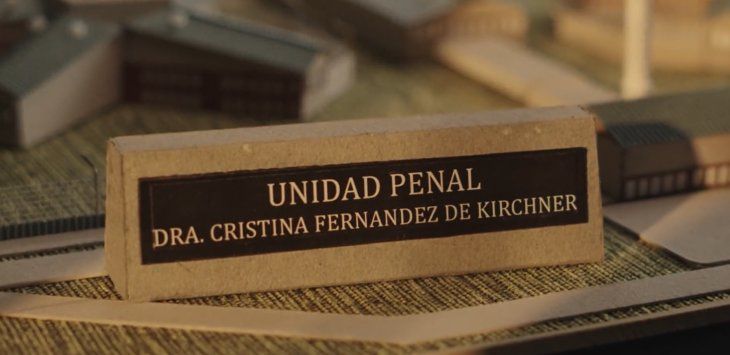 UNIDAD PENAL
DRA. CRISTINA FERNANDEZ DE KIRCHNER